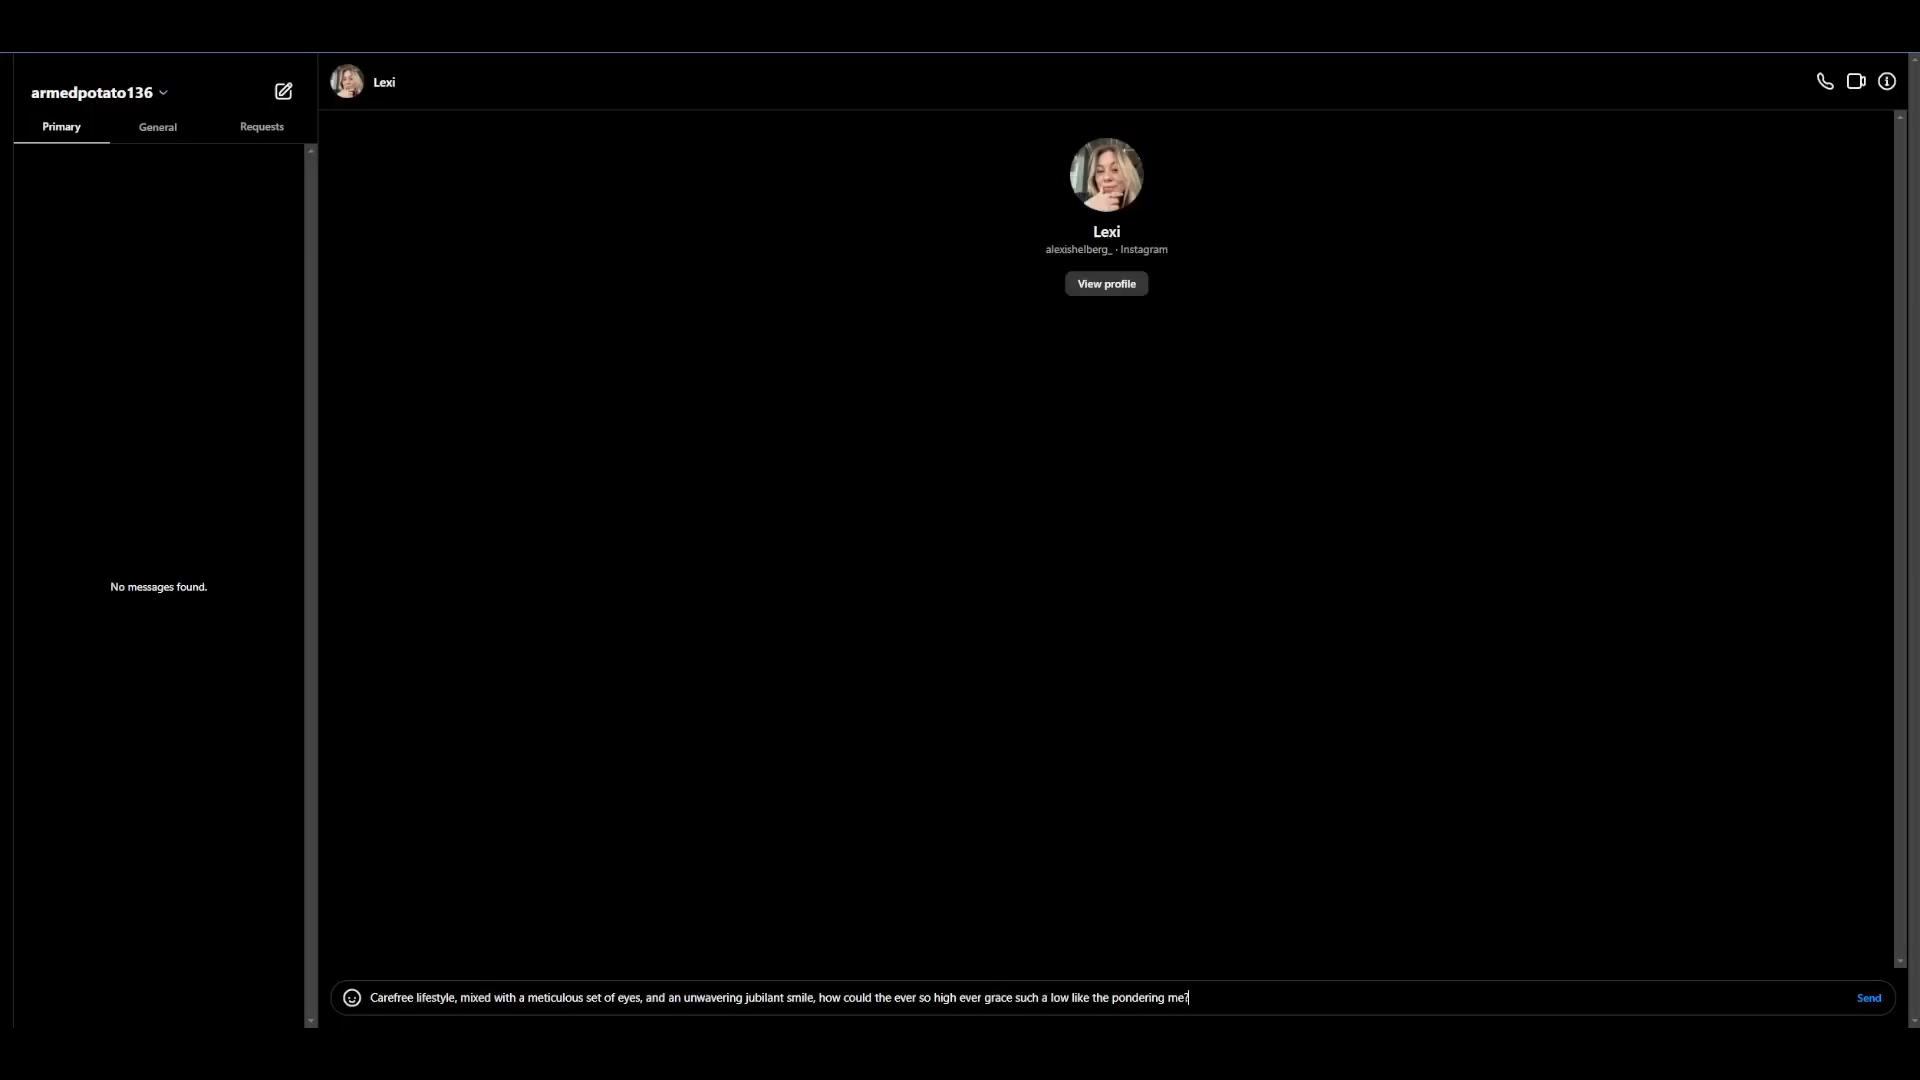 armedpotato136
Primary
General
Requests
No messages found.
Lexi
Lexi
alexishelberg_ · Instagram
View profile
Carefree lifestyle, mixed with a meticulous set of eyes, and an unwavering jubilant smile, how could the ever so high ever grace such a low like the pondering me?
Send